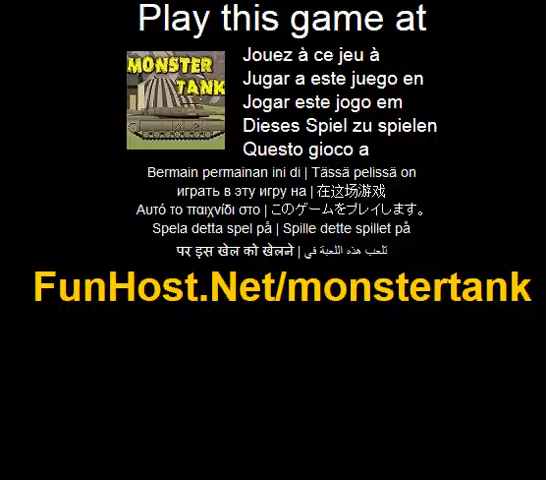 Play this game at
MONSTER
TANK
Jouez à ce jeu à
Jugar a este juego en
Jogar este jogo em
Dieses Spiel zu spielen
Questo gioco a
Bermain permainan ini di | Tässä pelissä on
играть в эту игру на | 在这场游戏
Αυτό το παιχνίδι στο | このゲームをプレイします。
Spela detta spel på | Spille dette spillet på
पर इस खेल को खेलने | تلعب هذه اللعبة في
FunHost.Net/monstertank